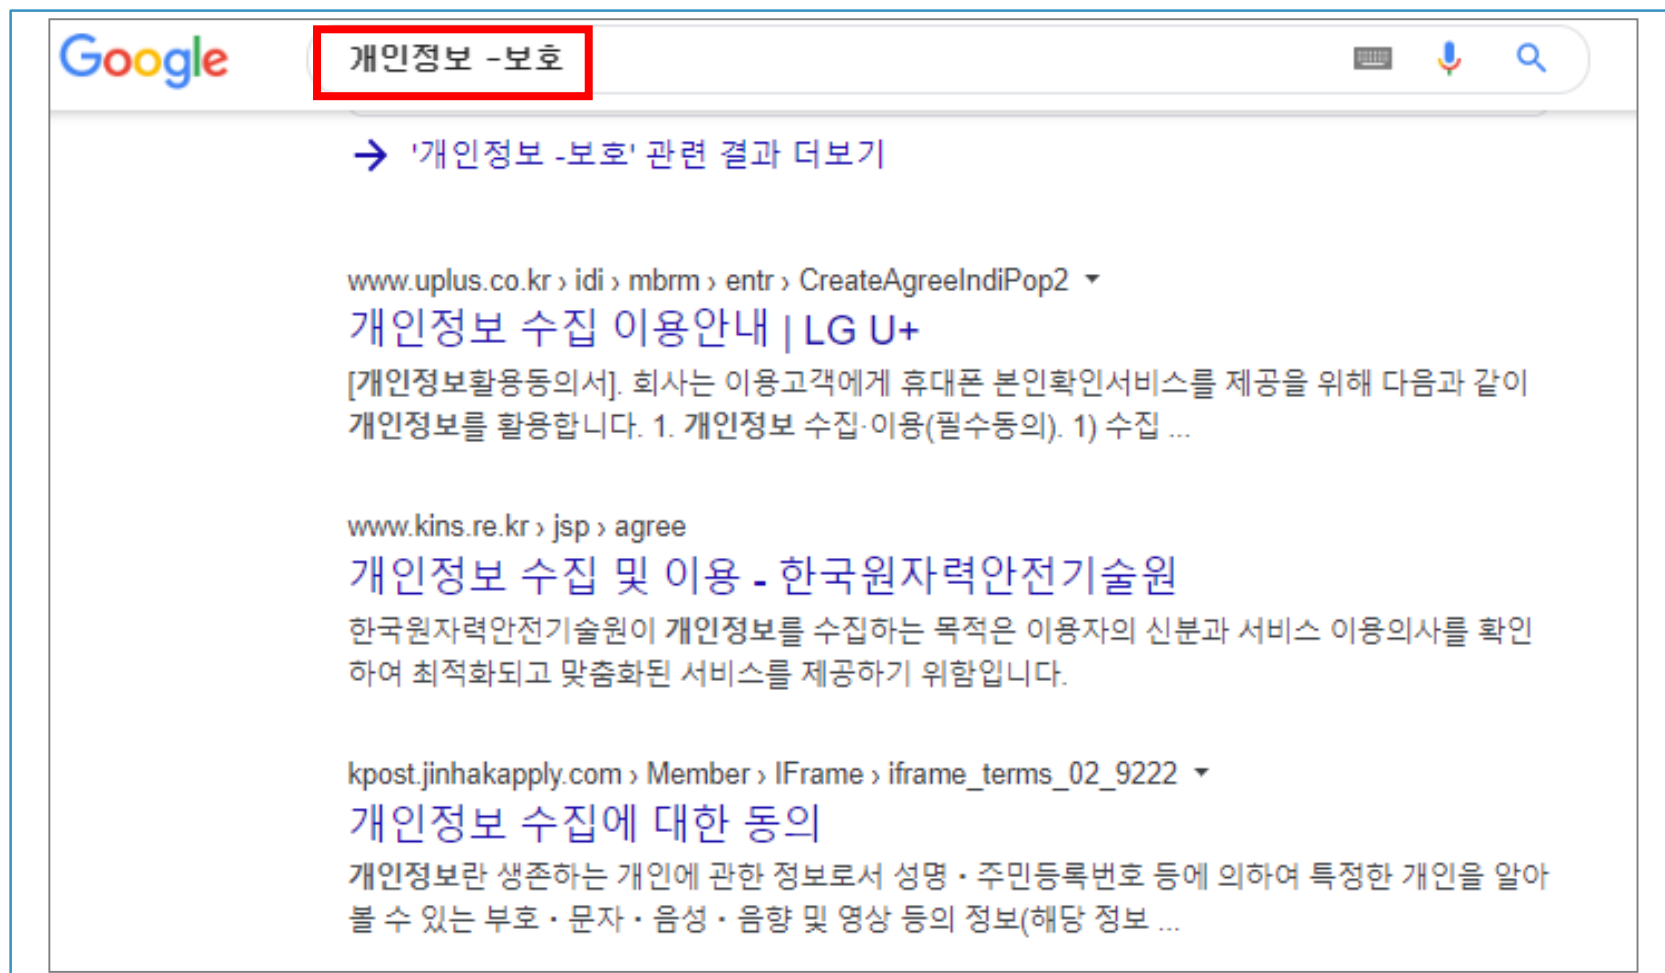 Google
개인정보 -보호
→ '개인정보 -보호' 관련 결과 더보기
www.uplus.co.kr › idi › mbrm › entr › CreateAgreeIndiPop2 ▼
개인정보 수집 이용안내 | LG U+
[개인정보활용동의서]. 회사는 이용고객에게 휴대폰 본인확인서비스를 제공을 위해 다음과 같이
개인정보를 활용합니다. 1. 개인정보 수집·이용(필수동의). 1) 수집 ...
www.kins.re.kr › jsp › agree
개인정보 수집 및 이용 - 한국원자력안전기술원
한국원자력안전기술원이 개인정보를 수집하는 목적은 이용자의 신분과 서비스 이용의사를 확인
하여 최적화되고 맞춤화된 서비스를 제공하기 위함입니다.
kpost.jinhakapply.com › Member › IFrame › iframe_terms_02_9222 ▼
개인정보 수집에 대한 동의
개인정보란 생존하는 개인에 관한 정보로서 성명・주민등록번호 등에 의하여 특정한 개인을 알아
볼 수 있는 부호・문자・음성・음향 및 영상 등의 정보(해당 정보 ...